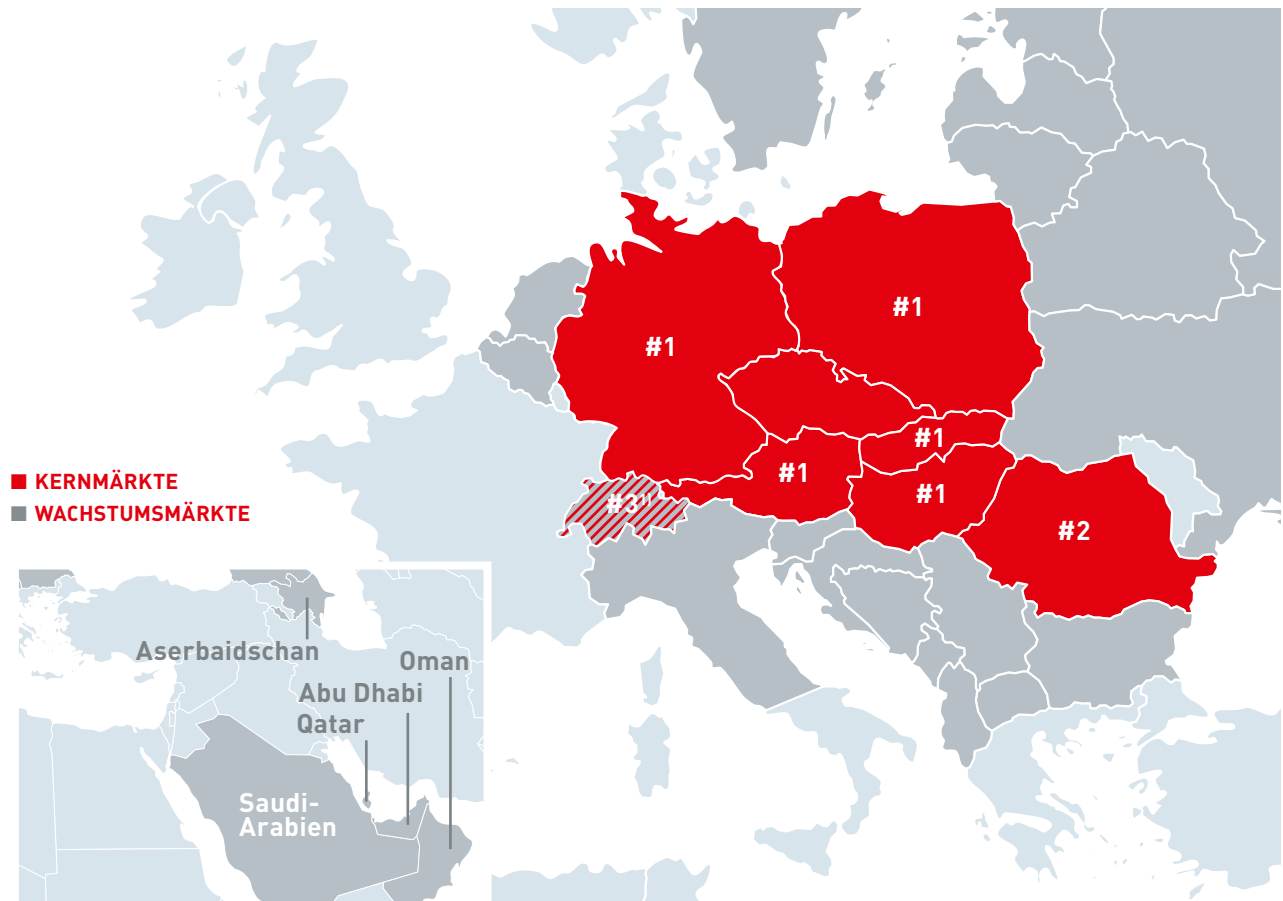 #1
#1
#1
#1
#1
#3¹⁾
#2
KERNMÄRKTE
WACHSTUMSMÄRKTE
Aserbaidschan
Oman
Abu Dhabi
Qatar
Saudi-
Arabien